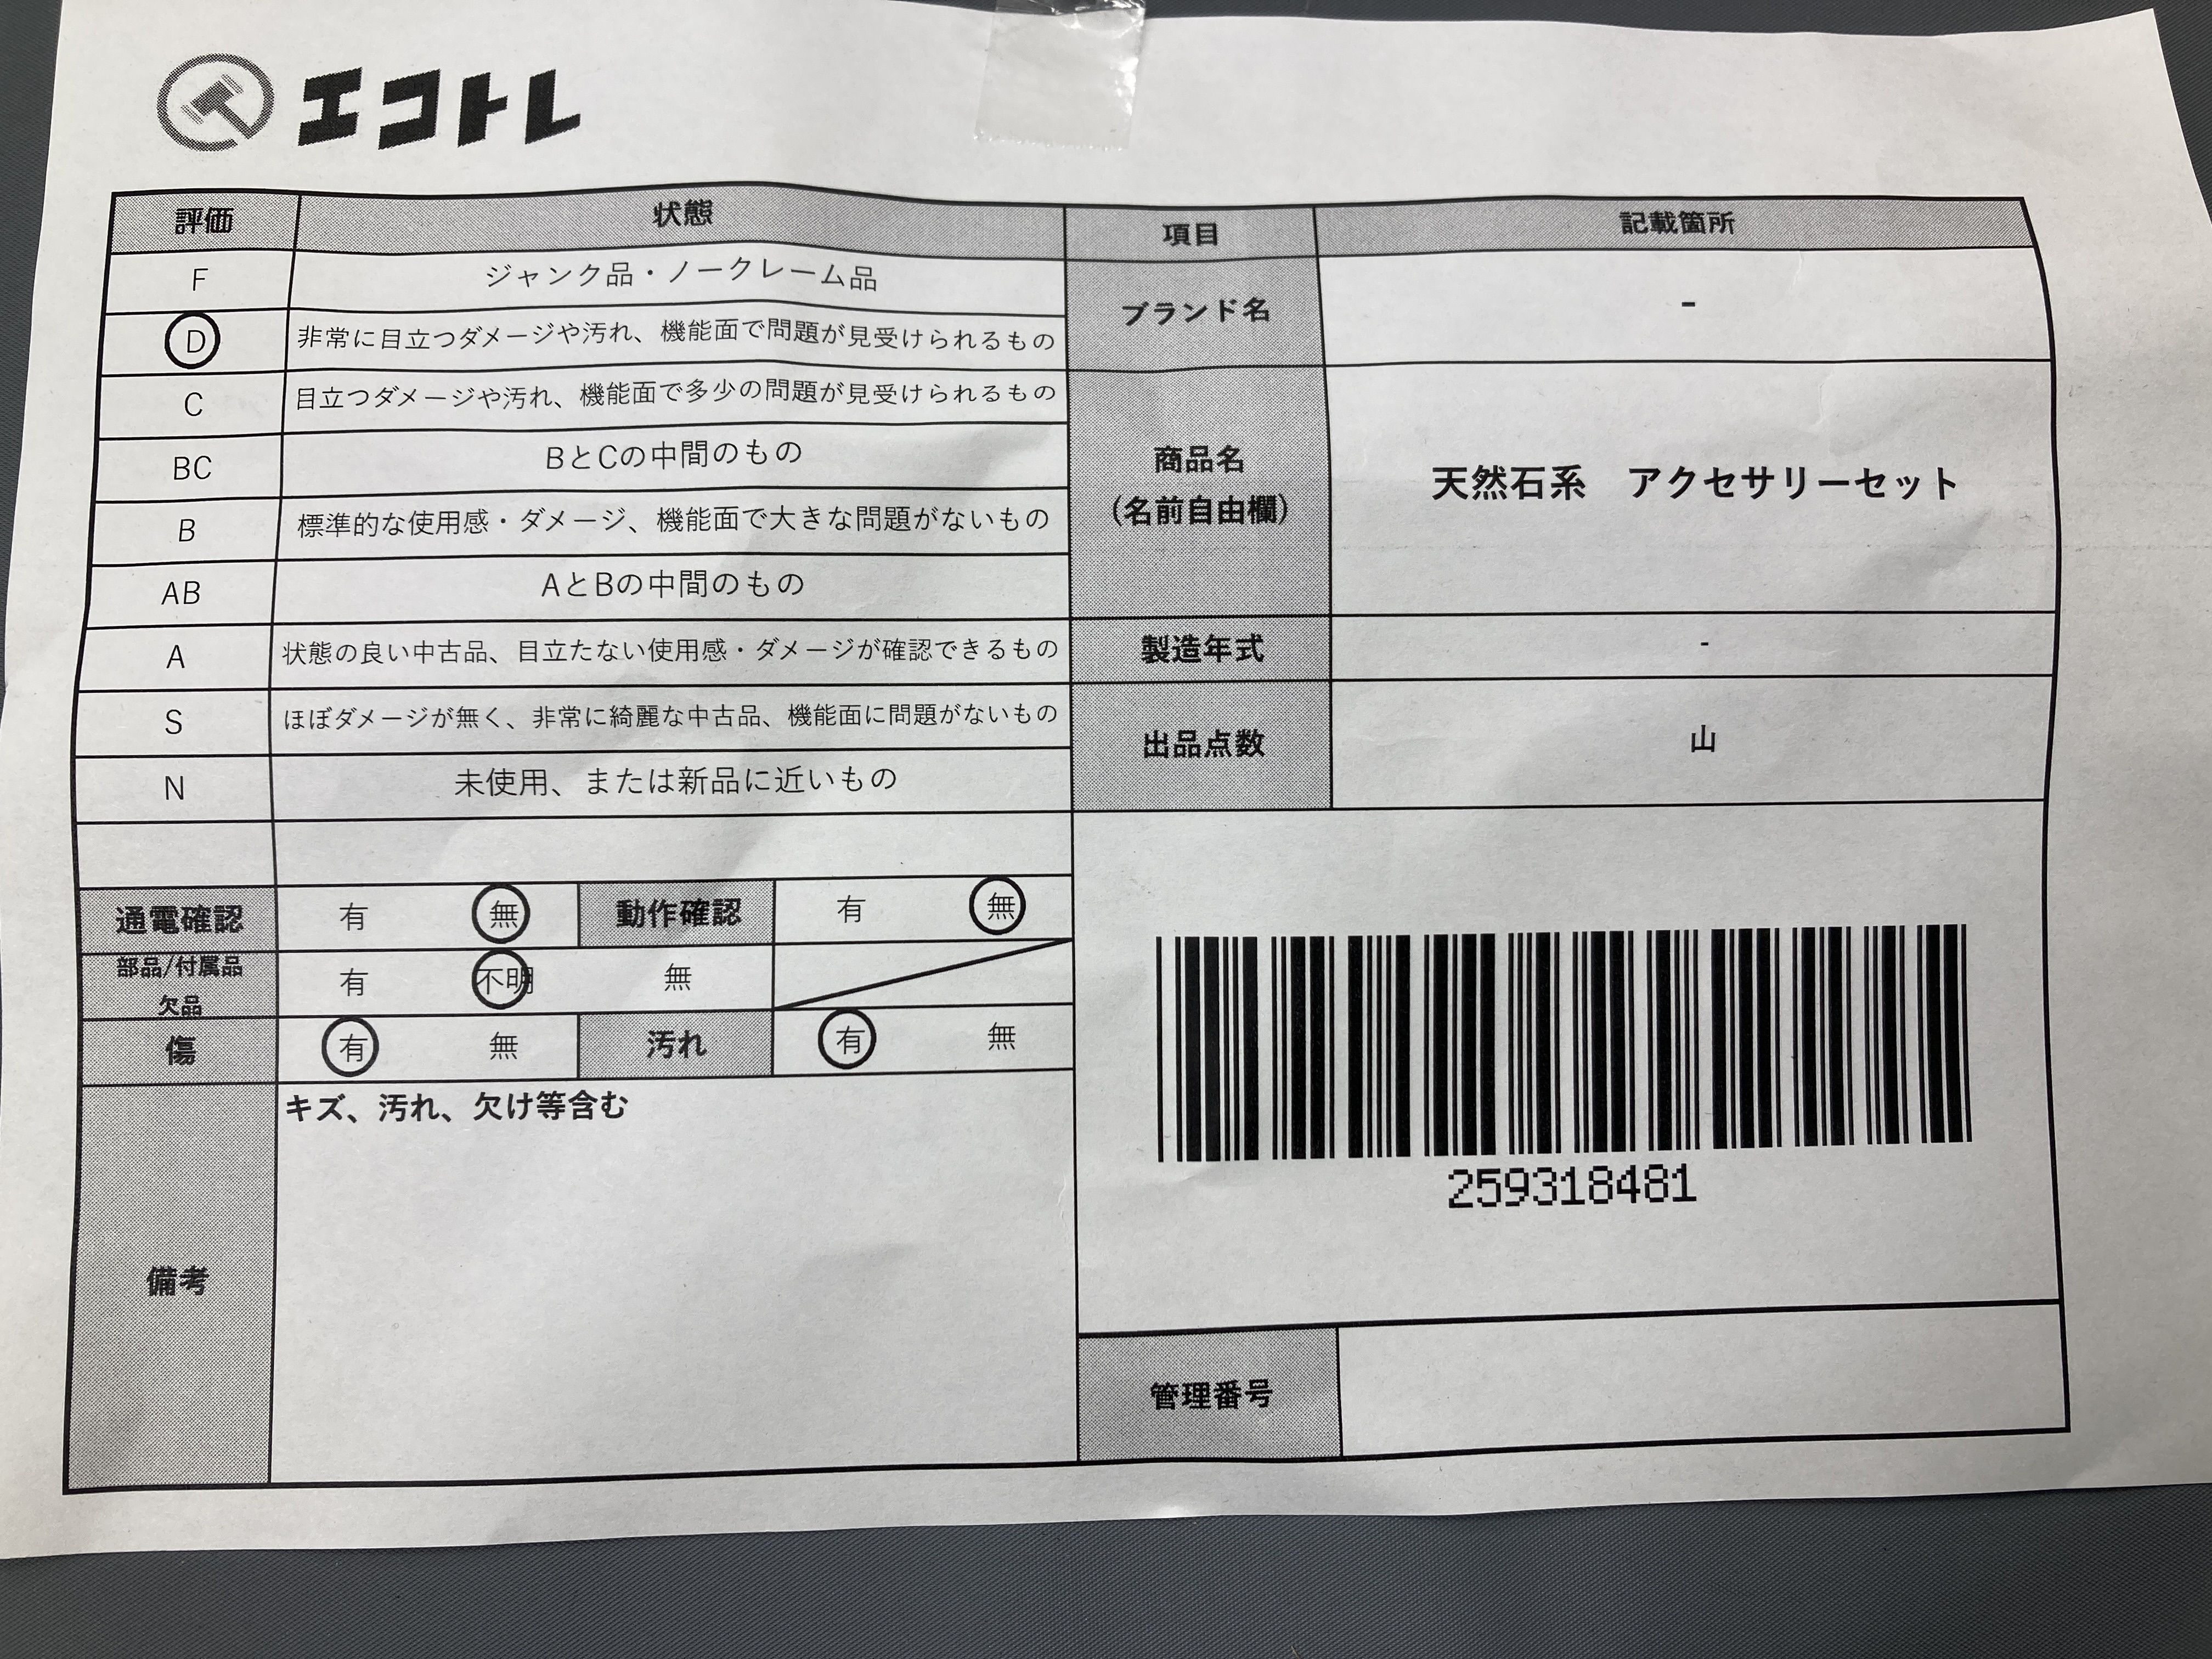 エコトレ
評価 状態 項目 記載箇所
F ジャンク品・ノークレーム品
D 非常に目立つダメージや汚れ、機能面で問題が見受けられるもの
C 目立つダメージや汚れ、機能面で多少の問題が見受けられるもの
BC BとCの中間のもの
B 標準的な使用感・ダメージ、機能面で大きな問題がないもの
AB AとBの中間のもの
A 状態の良い中古品、目立たない使用感・ダメージが確認できるもの
S ほぼダメージが無く、非常に綺麗な中古品、機能面に問題がないもの
N 未使用、または新品に近いもの
ブランド名 -
商品名
(名前自由欄)
天然石系 アクセサリーセット
製造年式 -
出品点数 山
通電確認 有 無 動作確認 有 無
部品/付属品
欠品
有 不明 無
傷 有 無 汚れ 有 無
備考
キズ、汚れ、欠け等含む
259318481
管理番号